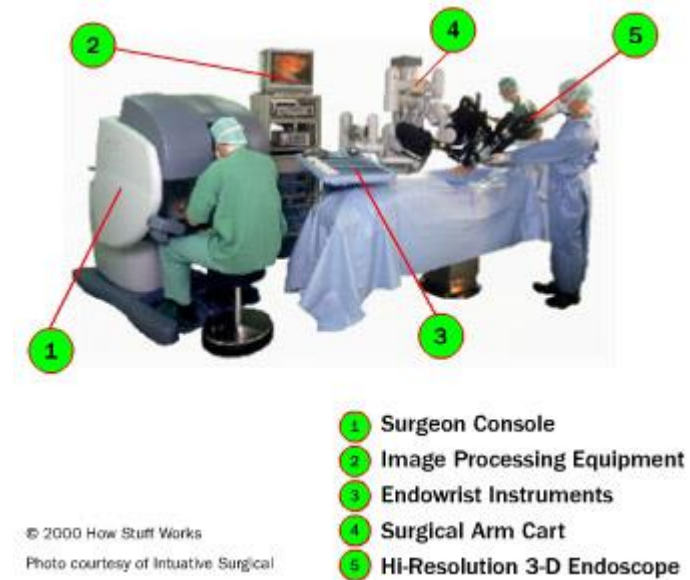 2
4
5
1
3
1 Surgeon Console
2 Image Processing Equipment
3 Endowrist Instruments
4 Surgical Arm Cart
5 Hi-Resolution 3-D Endoscope
© 2000 How Stuff Works
Photo courtesy of Intuative Surgical